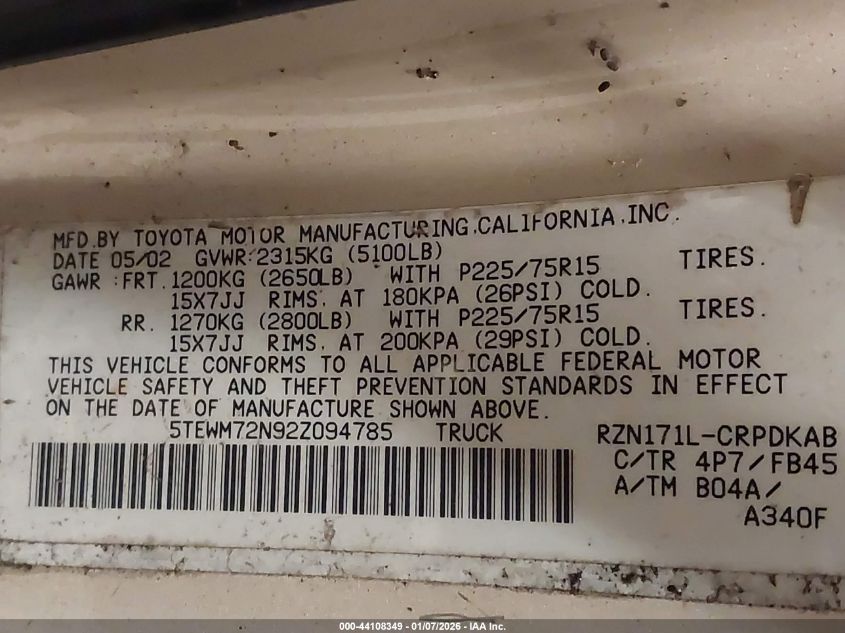 MFD.BY TOYOTA MOTOR MANUFACTURING.CALIFORNIA.INC.
DATE 05/02 GVWR:2315KG (5100LB)
GAWR :FRT.1200KG (2650LB) WITH P225/75R15 TIRES.
15X7JJ RIMS. AT 180KPA (26PSI) COLD.
RR. 1270KG (2800LB) WITH P225/75R15 TIRES.
15X7JJ RIMS. AT 200KPA (29PSI) COLD.
THIS VEHICLE CONFORMS TO ALL APPLICABLE FEDERAL MOTOR
VEHICLE SAFETY AND THEFT PREVENTION STANDARDS IN EFFECT
ON THE DATE OF MANUFACTURE SHOWN ABOVE.
5TEWM72N92Z094785 TRUCK RZN171L-CRPDKAB
C/TR 4P7/FB45
A/TM B04A/
A340F
000-44108349 - 01/07/2026 - IAA Inc.